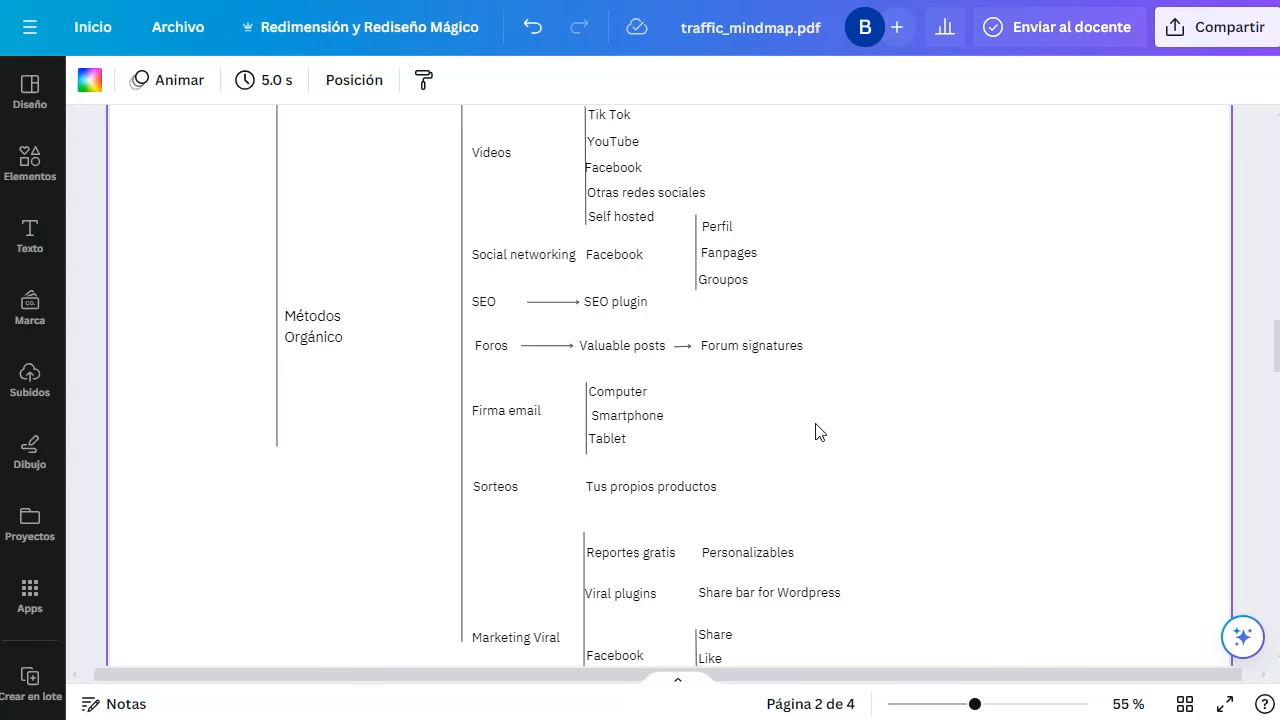 Inicio
Archivo
Redimensión y Rediseño Mágico
traffic_mindmap.pdf
B
Enviar al docente
Compartir
Diseño
Elementos
Texto
Marca
CO.
Subidos
Dibujo
Proyectos
Apps
Crear en lote
Animar
5.0 s
Posición
Métodos
Orgánico
Videos
Tik Tok
YouTube
Facebook
Otras redes sociales
Self hosted
Social networking
Facebook
Perfil
Fanpages
Groupos
SEO
SEO plugin
Foros
Valuable posts
Forum signatures
Firma email
Computer
Smartphone
Tablet
Sorteos
Tus propios productos
Marketing Viral
Reportes gratis
Personalizables
Viral plugins
Share bar for Wordpress
Facebook
Share
Like
Notas
Página 2 de 4
55 %